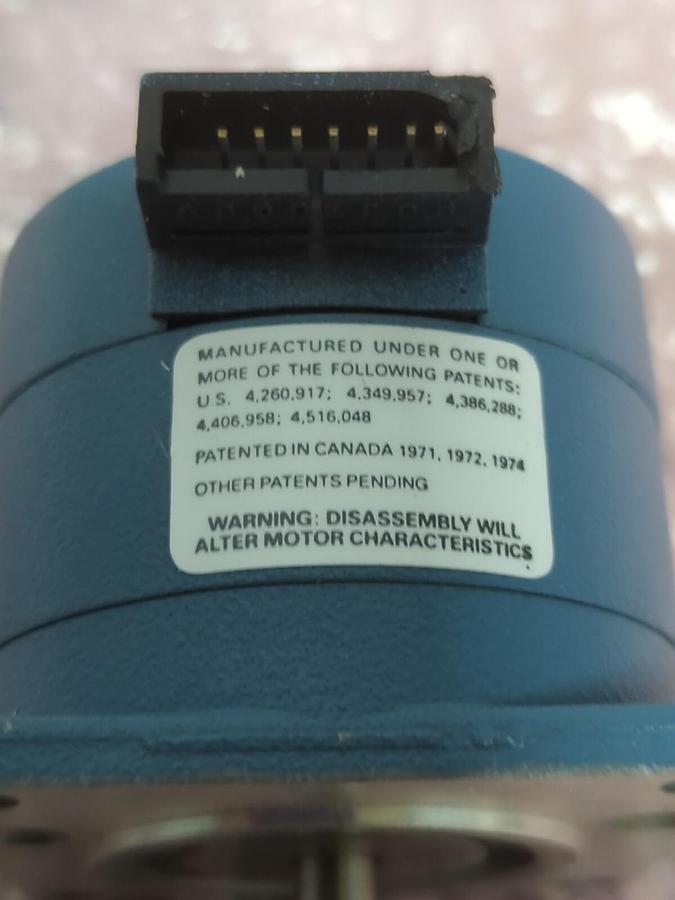 MANUFACTURED UNDER ONE OR
MORE OF THE FOLLOWING PATENTS:
U.S. 4,260,917; 4,349,957; 4,386,288;
4,406,958; 4,516,048
PATENTED IN CANADA 1971, 1972, 1974
OTHER PATENTS PENDING
WARNING: DISASSEMBLY WILL
ALTER MOTOR CHARACTERISTICS